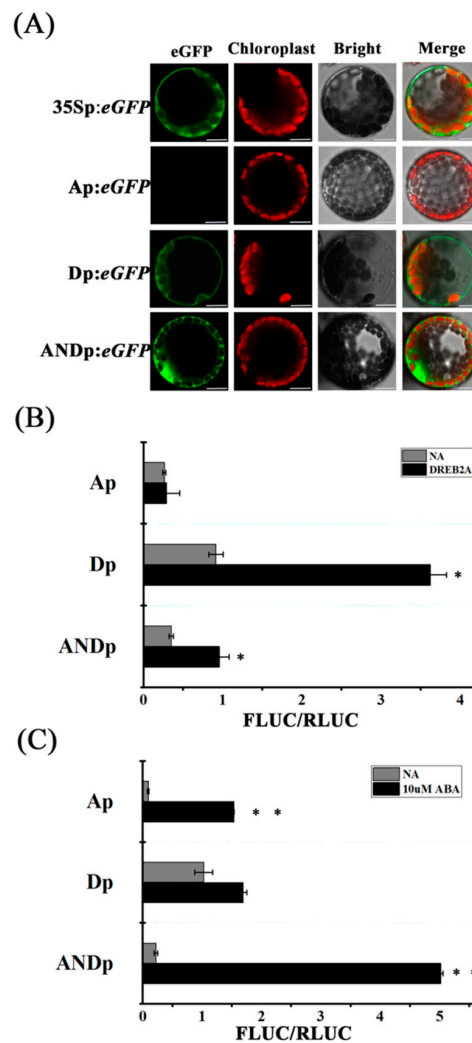 (A)
eGFP Chloroplast Bright Merge
35Sp:eGFP
Ap:eGFP
Dp:eGFP
ANDp:eGFP
(B)
NA
DREB2A
Ap
Dp
*
ANDp
*
0 1 2 3 4
FLUC/RLUC
(C)
NA
10uM ABA
Ap
* *
Dp
ANDp
* *
0 1 2 3 4 5
FLUC/RLUC